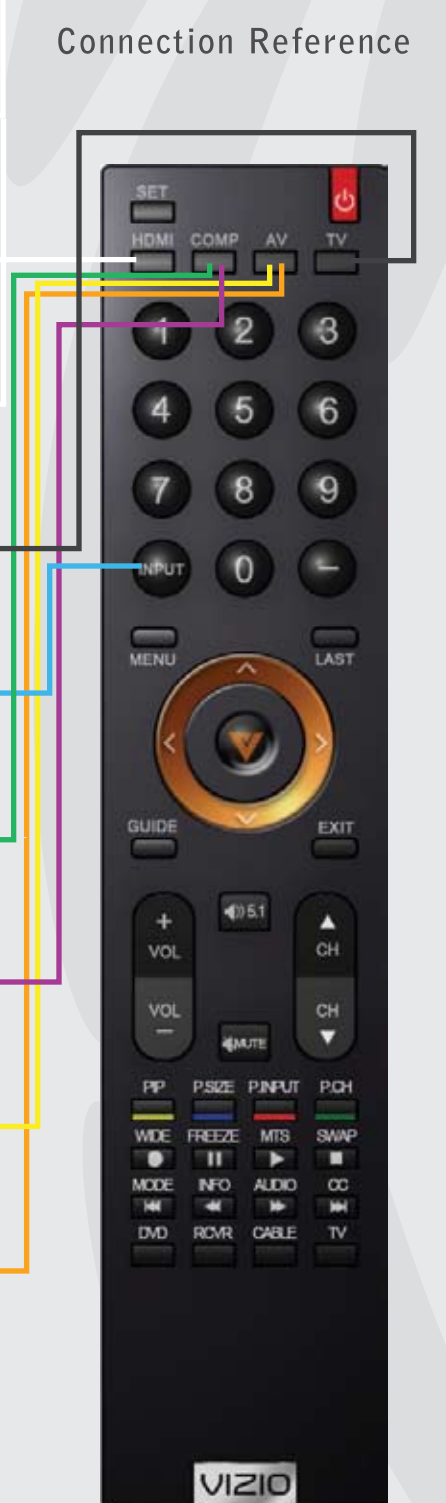 Connection Reference
SET
HDMI COMP AV TV
1 2 3
4 5 6
7 8 9
INPUT 0 –
MENU LAST
GUIDE EXIT
+ 5.1
VOL CH
VOL CH
– MUTE
PIP P.SIZE P.INPUT P.CH
WIDE FREEZE MTS SWAP
MODE INFO AUDIO CC
DVD RCVR CABLE TV
VIZIO